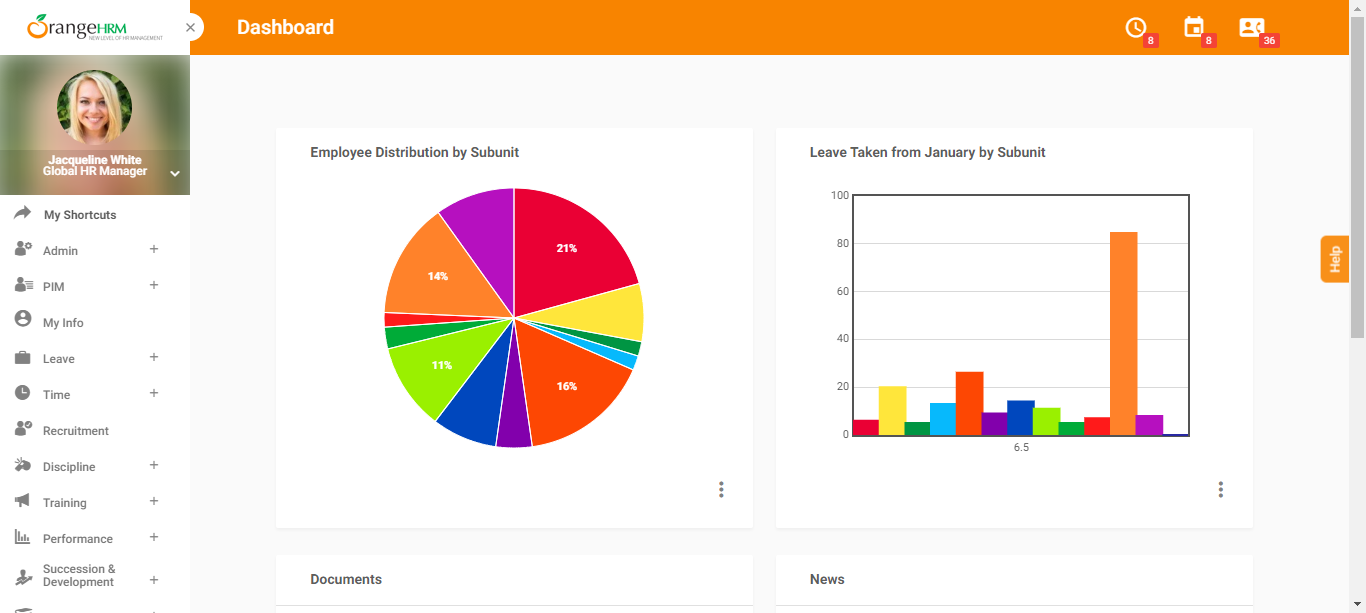 OrangeHRM
NEW LEVEL OF HR MANAGEMENT
Dashboard
8
8
36
Jacqueline White
Global HR Manager
My Shortcuts
Admin
PIM
My Info
Leave
Time
Recruitment
Discipline
Training
Performance
Succession &
Development
Employee Distribution by Subunit
21%
16%
11%
14%
Leave Taken from January by Subunit
100
80
60
40
20
0
6.5
Help
Documents
News